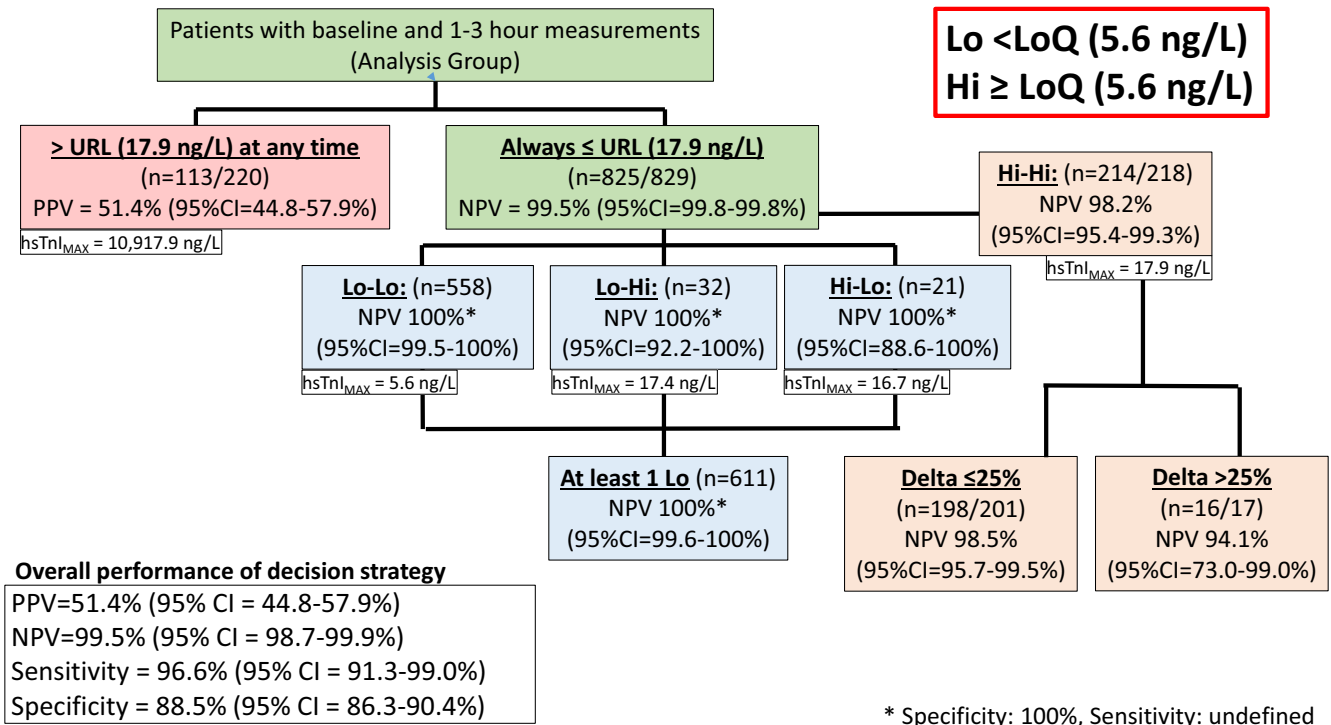 Patients with baseline and 1-3 hour measurements
(Analysis Group)
Lo <LoQ (5.6 ng/L)
Hi ≥ LoQ (5.6 ng/L)
> URL (17.9 ng/L) at any time
(n=113/220)
PPV = 51.4% (95%CI=44.8-57.9%)
hsTnIMAX = 10,917.9 ng/L
Always ≤ URL (17.9 ng/L)
(n=825/829)
NPV = 99.5% (95%CI=99.8-99.8%)
Hi-Hi: (n=214/218)
NPV 98.2%
(95%CI=95.4-99.3%)
hsTnIMAX = 17.9 ng/L
Lo-Lo: (n=558)
NPV 100%*
(95%CI=99.5-100%)
hsTnIMAX = 5.6 ng/L
Lo-Hi: (n=32)
NPV 100%*
(95%CI=92.2-100%)
hsTnIMAX = 17.4 ng/L
Hi-Lo: (n=21)
NPV 100%*
(95%CI=88.6-100%)
hsTnIMAX = 16.7 ng/L
At least 1 Lo (n=611)
NPV 100%*
(95%CI=99.6-100%)
Delta ≤25%
(n=198/201)
NPV 98.5%
(95%CI=95.7-99.5%)
Delta >25%
(n=16/17)
NPV 94.1%
(95%CI=73.0-99.0%)
Overall performance of decision strategy
PPV=51.4% (95% CI = 44.8-57.9%)
NPV=99.5% (95% CI = 98.7-99.9%)
Sensitivity = 96.6% (95% CI = 91.3-99.0%)
Specificity = 88.5% (95% CI = 86.3-90.4%)
* Specificity: 100%, Sensitivity: undefined